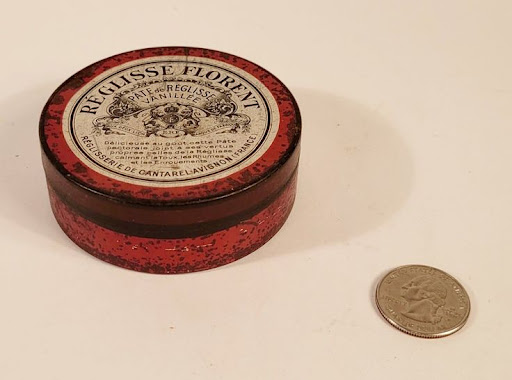 RÉGLISSE FLORENT
PÂTE de RÉGLISSE
VANILLÉE
Délicieuse au goût cette Pâte
pectorale joint à ses vertus
propres celles de la Réglisse
calmant la Toux, les Rhumes
et les Enrouements.
RÉGLISSERIE DE CANTAREL-AVIGNON-FRANCE